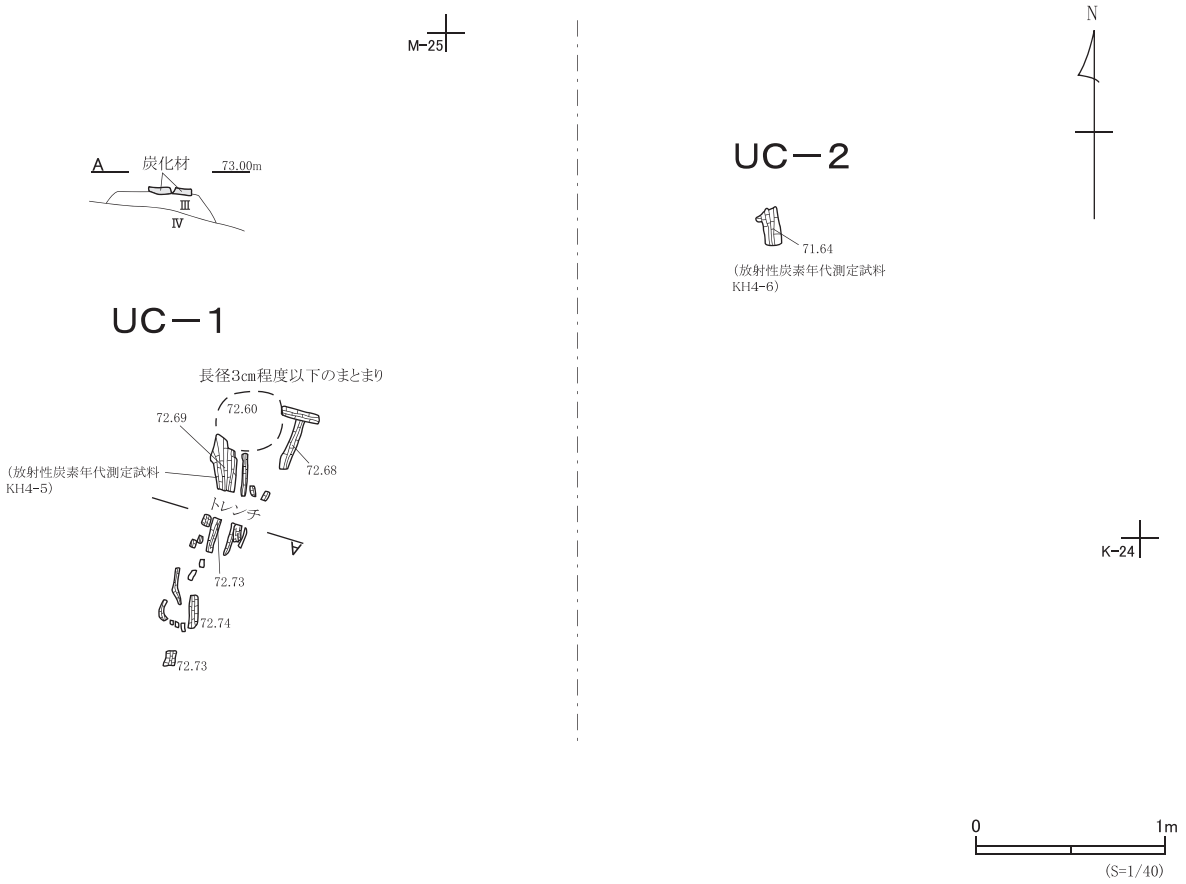 M-25
A 炭化材 73.00m
Ⅲ
Ⅳ
UC－1
長径3㎝程度以下のまとまり
72.60
72.69
72.68
(放射性炭素年代測定試料
KH4-5)
トレンチ
A
72.73
72.74
72.73
N
UC－2
71.64
(放射性炭素年代測定試料
KH4-6)
K-24
0 1m
(S=1/40)